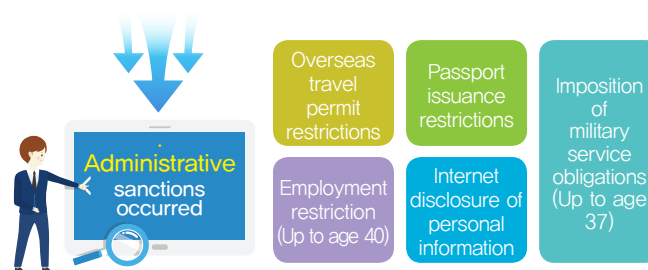 Administrative
sanctions
occurred
Overseas
travel
permit
restrictions
Passport
issuance
restrictions
Imposition
of
military
service
obligations
(Up to age
37)
Employment
restriction
(Up to age 40)
Internet
disclosure of
personal
information